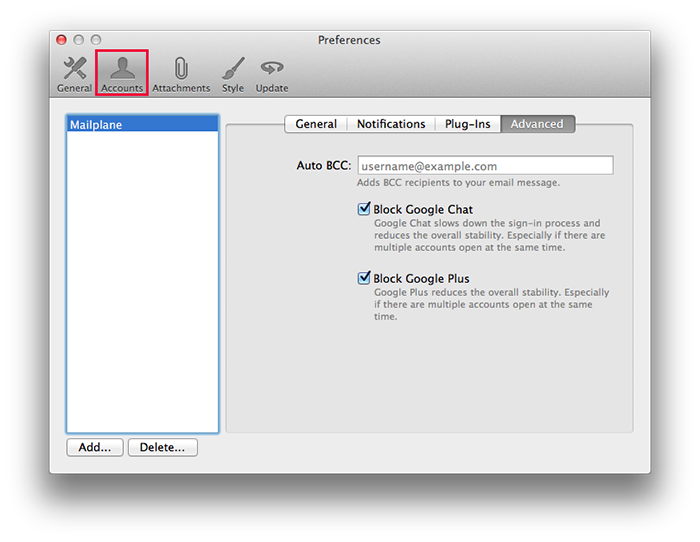 Preferences
General Accounts Attachments Style Update
Mailplane
General Notifications Plug-Ins Advanced
Auto BCC: username@example.com
Adds BCC recipients to your email message.
Block Google Chat
Google Chat slows down the sign-in process and
reduces the overall stability. Especially if there are
multiple accounts open at the same time.
Block Google Plus
Google Plus reduces the overall stability. Especially
if there are multiple accounts open at the same
time.
Add... Delete...